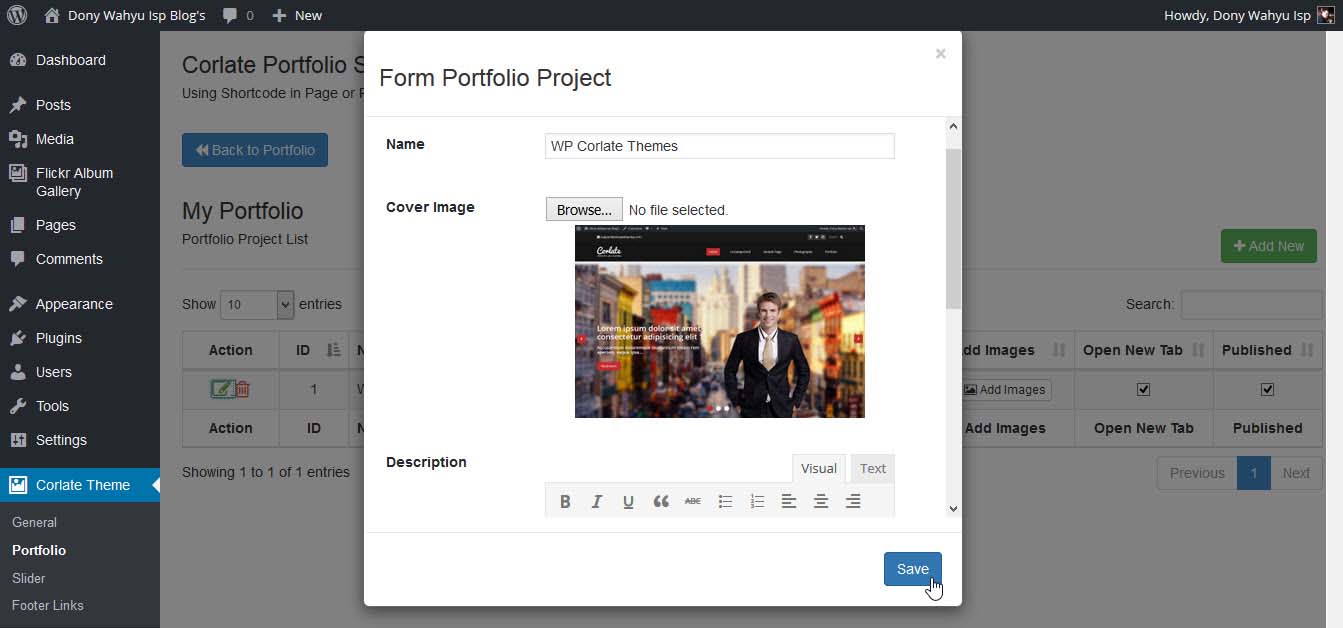 Dony Wahyu Isp Blog's 0 New Howdy, Dony Wahyu Isp
Dashboard
Posts
Media
Flickr Album
Gallery
Pages
Comments
Appearance
Plugins
Users
Tools
Settings
Corlate Theme
General
Portfolio
Slider
Footer Links
Corlate Portfolio S
Using Shortcode in Page or P
Back to Portfolio
My Portfolio
Portfolio Project List
Add New
Show 10 entries
Search:
Action ID N dd Images Open New Tab Published
1 W Add Images
Action ID N Add Images Open New Tab Published
Showing 1 to 1 of 1 entries
Previous 1 Next
Form Portfolio Project
×
Name WP Corlate Themes
Cover Image Browse... No file selected.
Corlate
Lorem ipsum dolor sit amet
consectetur adipisicing elit
Description
Visual Text
B I U ABC
Save